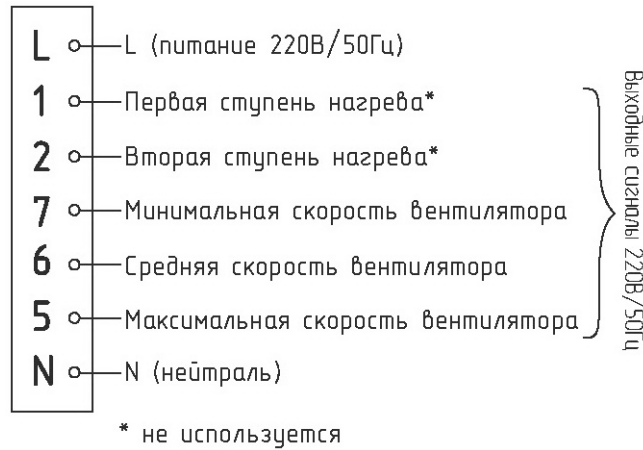 L L (питание 220В/50Гц)
1 Первая ступень нагрева*
2 Вторая ступень нагрева*
7 Минимальная скорость вентилятора
6 Средняя скорость вентилятора
5 Максимальная скорость вентилятора
N N (нейтраль)
Выходные сигналы 220В/50Гц
* не используется